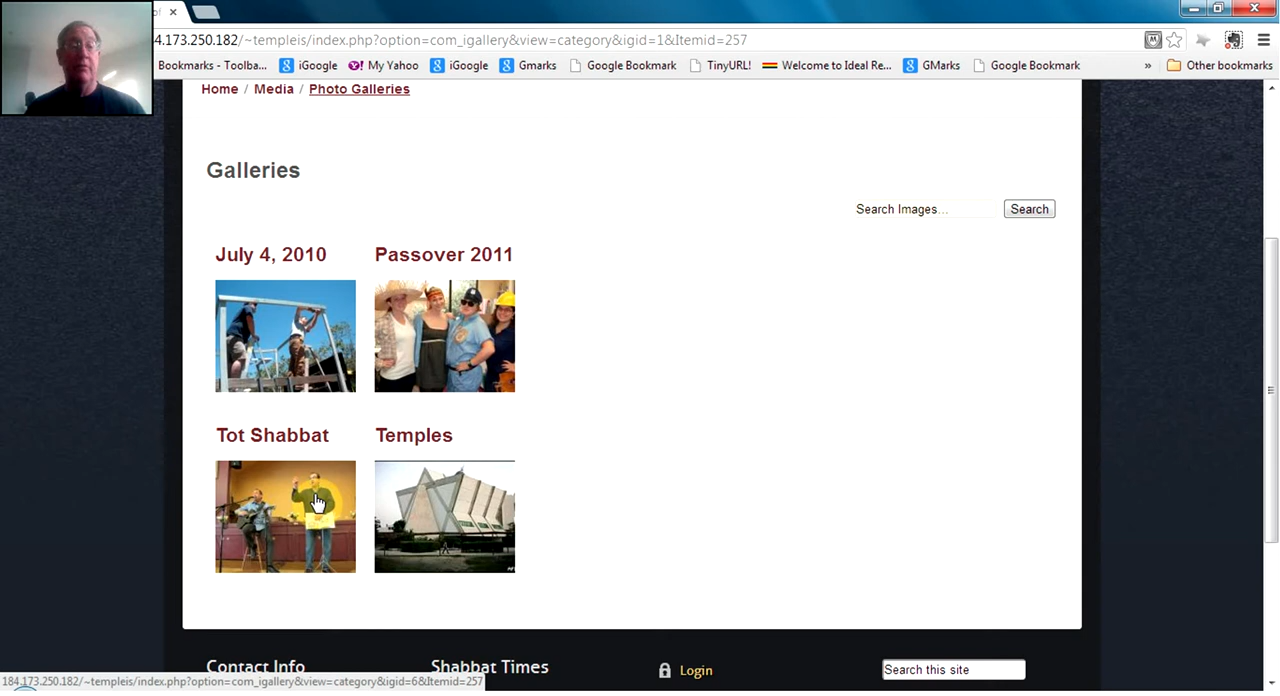 4.173.250.182/~templeis/index.php?option=com_igallery&view=category&igid=1&Itemid=257
Bookmarks - Toolba... iGoogle My Yahoo iGoogle Gmarks Google Bookmark TinyURL! Welcome to Ideal Re... GMarks Google Bookmark » Other bookmarks
Home / Media / Photo Galleries
Galleries
Search Images... Search
July 4, 2010 Passover 2011
Tot Shabbat Temples
Contact Info Shabbat Times Login Search this site
184.173.250.182/~templeis/index.php?option=com_igallery&view=category&igid=6&Itemid=257